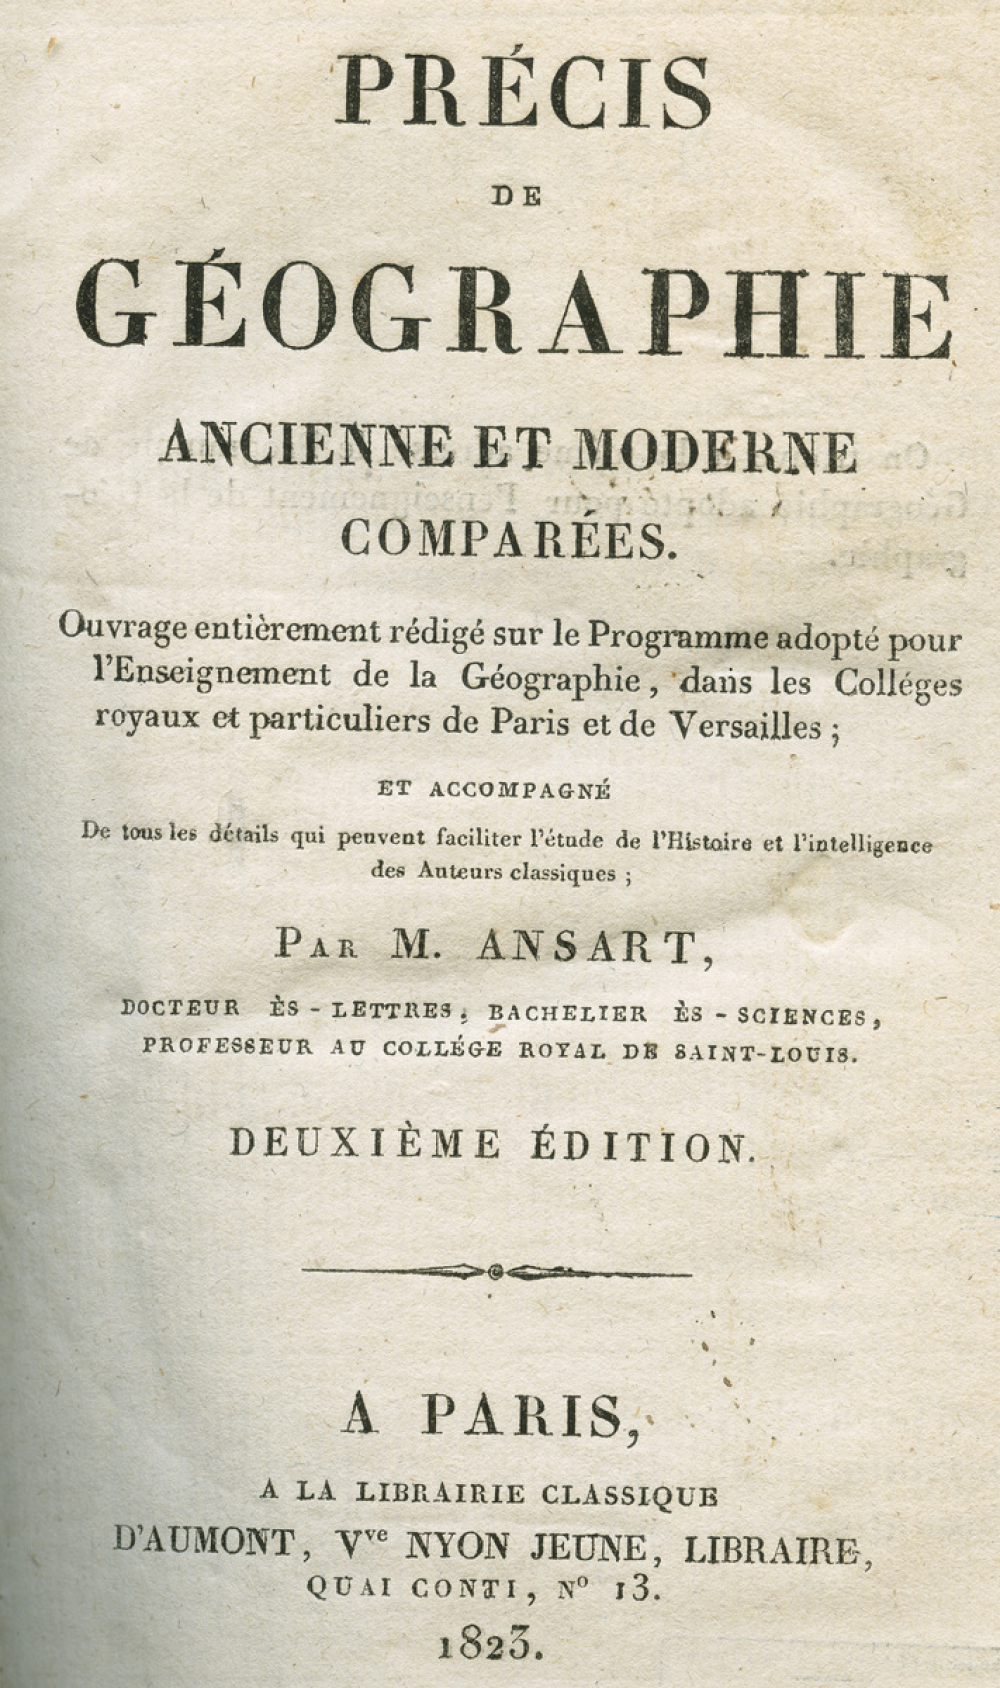 PRÉCIS
DE
GÉOGRAPHIE
ANCIENNE ET MODERNE
COMPARÉES.
Ouvrage entièrement rédigé sur le Programme adopté pour
l'Enseignement de la Géographie, dans les Colléges
royaux et particuliers de Paris et de Versailles ;
ET ACCOMPAGNÉ
De tous les détails qui peuvent faciliter l'étude de l'Histoire et l'intelligence
des Auteurs classiques ;
PAR M. ANSART,
DOCTEUR ÈS-LETTRES, BACHELIER ÈS-SCIENCES,
PROFESSEUR AU COLLÉGE ROYAL DE SAINT-LOUIS.
DEUXIÈME ÉDITION.
A PARIS,
A LA LIBRAIRIE CLASSIQUE
D'AUMONT, Vve NYON JEUNE, LIBRAIRE,
QUAI CONTI, No 13.
1823.